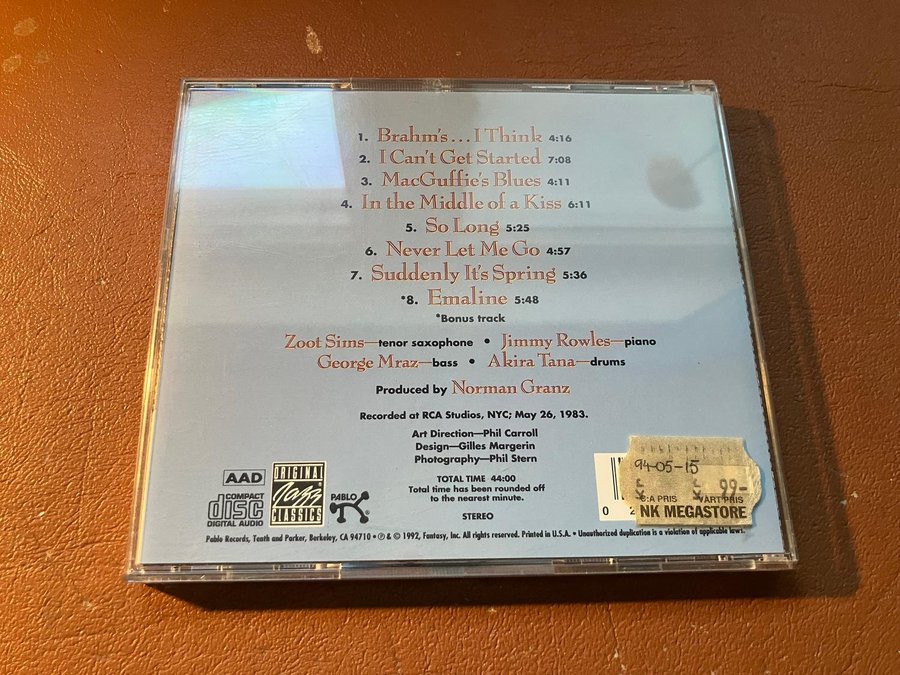 1. Brahm's...I Think 4:16
2. I Can't Get Started 7:08
3. MacGuffie's Blues 4:11
4. In the Middle of a Kiss 6:11
5. So Long 5:25
6. Never Let Me Go 4:57
7. Suddenly It's Spring 5:36
*8. Emaline 5:48
*Bonus track
Zoot Sims—tenor saxophone • Jimmy Rowles—piano
George Mraz—bass • Akira Tana—drums
Produced by Norman Granz
Recorded at RCA Studios, NYC; May 26, 1983.
Art Direction—Phil Carroll
Design—Gilles Margerin
Photography—Phil Stern
TOTAL TIME 44:00
Total time has been rounded off
to the nearest minute.
STEREO
AAD
COMPACT
disc
DIGITAL AUDIO
ORIGINAL
Jazz
CLASSICS
PABLO
94-05-15
99-
CA PRIS VÅRT PRIS
NK MEGASTORE
0
Pablo Records, Tenth and Parker, Berkeley, CA 94710 • ℗ & © 1992, Fantasy, Inc. All rights reserved. Printed in U.S.A. • Unauthorized duplication is a violation of applicable laws.